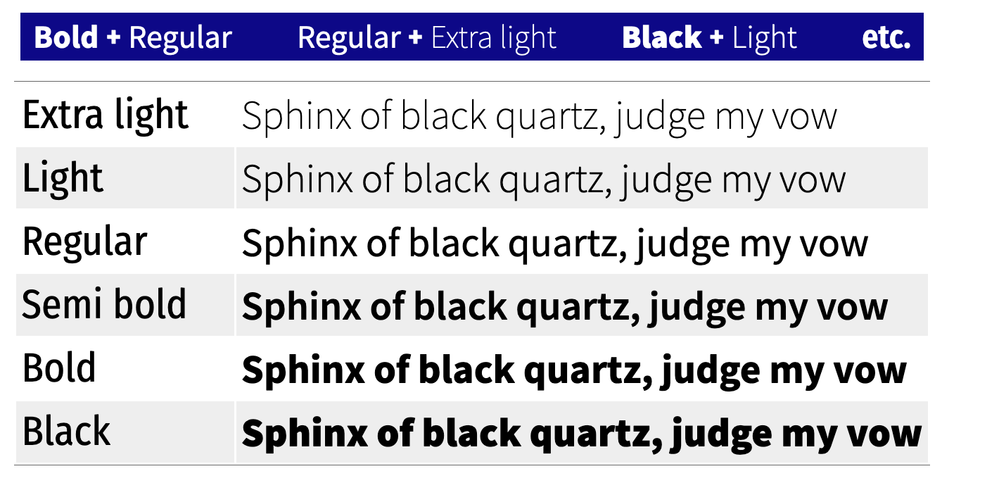 Bold + Regular Regular + Extra light Black + Light etc.
Extra light Sphinx of black quartz, judge my vow
Light Sphinx of black quartz, judge my vow
Regular Sphinx of black quartz, judge my vow
Semi bold Sphinx of black quartz, judge my vow
Bold Sphinx of black quartz, judge my vow
Black Sphinx of black quartz, judge my vow